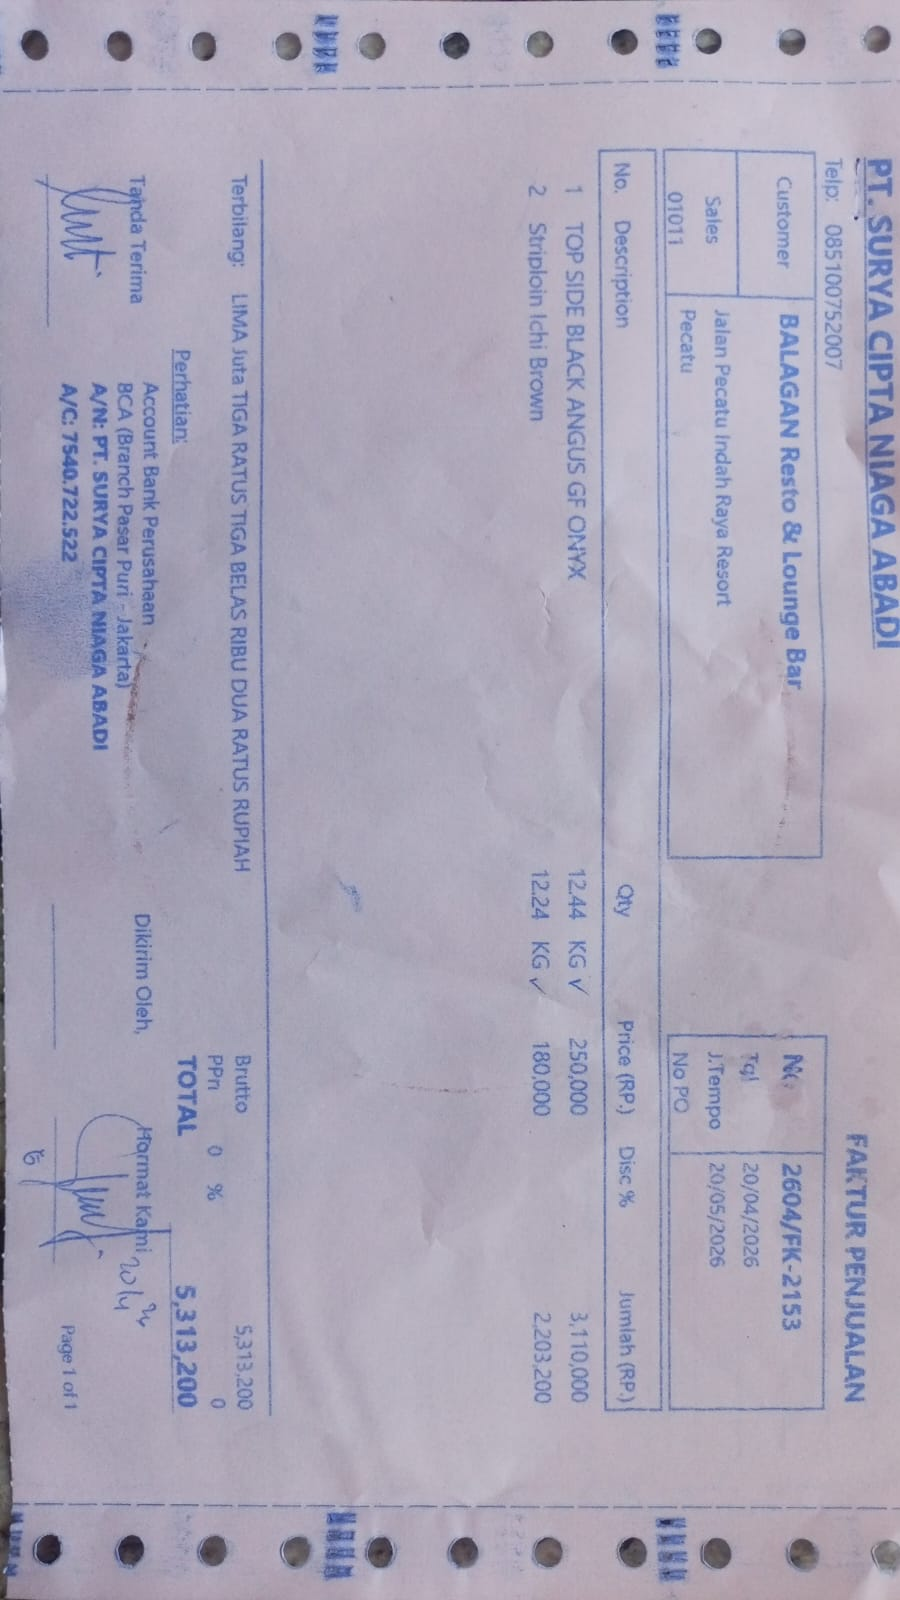 PT. SURYA CIPTA NIAGA ABADI
Telp: 085100752007
FAKTUR PENJUALAN
Customer BALAGAN Resto & Lounge Bar
Jalan Pecatu Indah Raya Resort
Pecatu
Sales
01011
No. 2604/FK-2153
Tgl 20/04/2026
J.Tempo 20/05/2026
No PO
No. Description Qty Price (RP.) Disc % Jumlah (RP.)
1 TOP SIDE BLACK ANGUS GF ONYX 12.44 KG ✓ 250,000 3,110,000
2 Striploin Ichi Brown 12.24 KG ✓ 180,000 2,203,200
Terbilang: LIMA Juta TIGA RATUS TIGA BELAS RIBU DUA RATUS RUPIAH
Brutto 5,313,200
PPn 0 % 0
TOTAL 5,313,200
Perhatian:
Account Bank Perusahaan
BCA (Branch Pasar Puri - Jakarta)
A/N: PT. SURYA CIPTA NIAGA ABADI
A/C: 7540.722.522
Tanda Terima
Dikirim Oleh,
Hormat Kami
Page 1 of 1